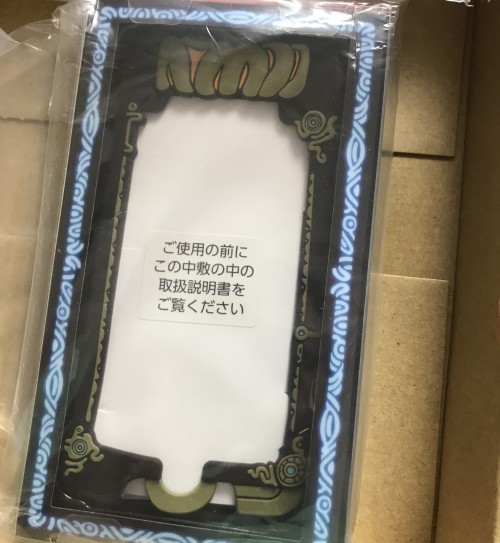 ご使用の前に
この中敷の中の
取扱説明書を
ご覧ください